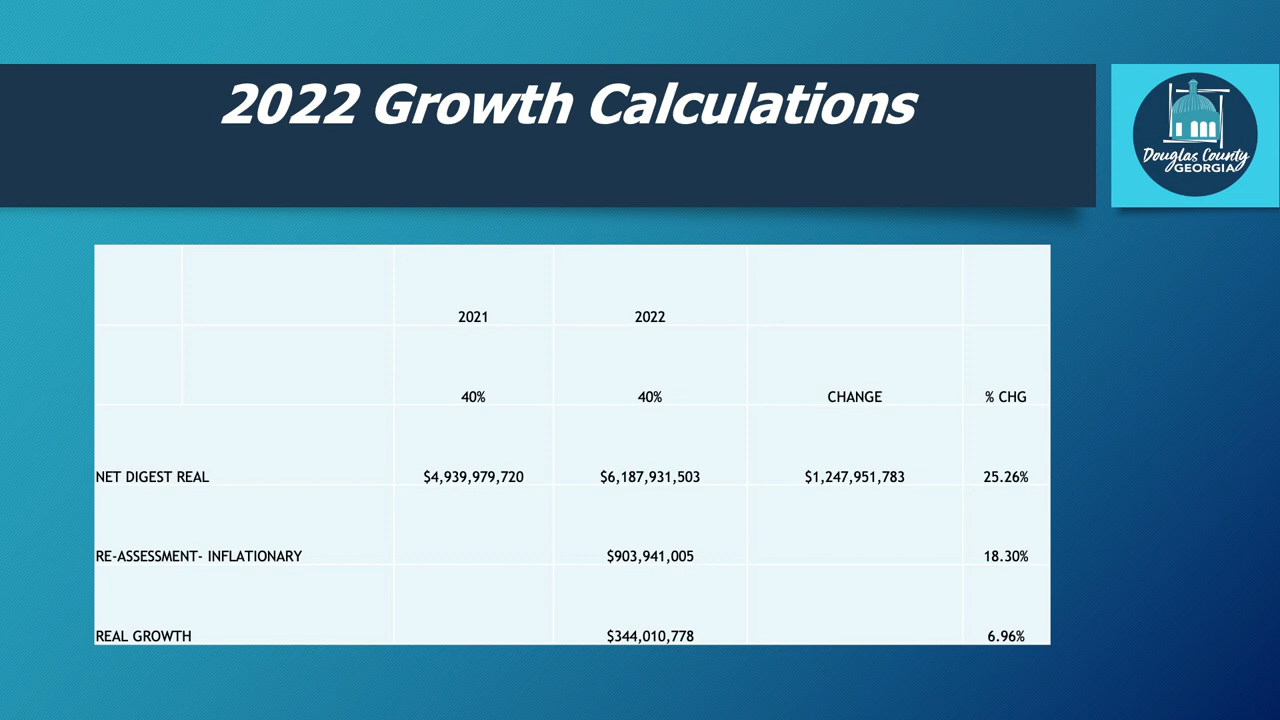 2022 Growth Calculations
Douglas County
GEORGIA
2021 2022
40% 40% CHANGE % CHG
NET DIGEST REAL $4,939,979,720 $6,187,931,503 $1,247,951,783 25.26%
RE-ASSESSMENT- INFLATIONARY $903,941,005 18.30%
REAL GROWTH $344,010,778 6.96%